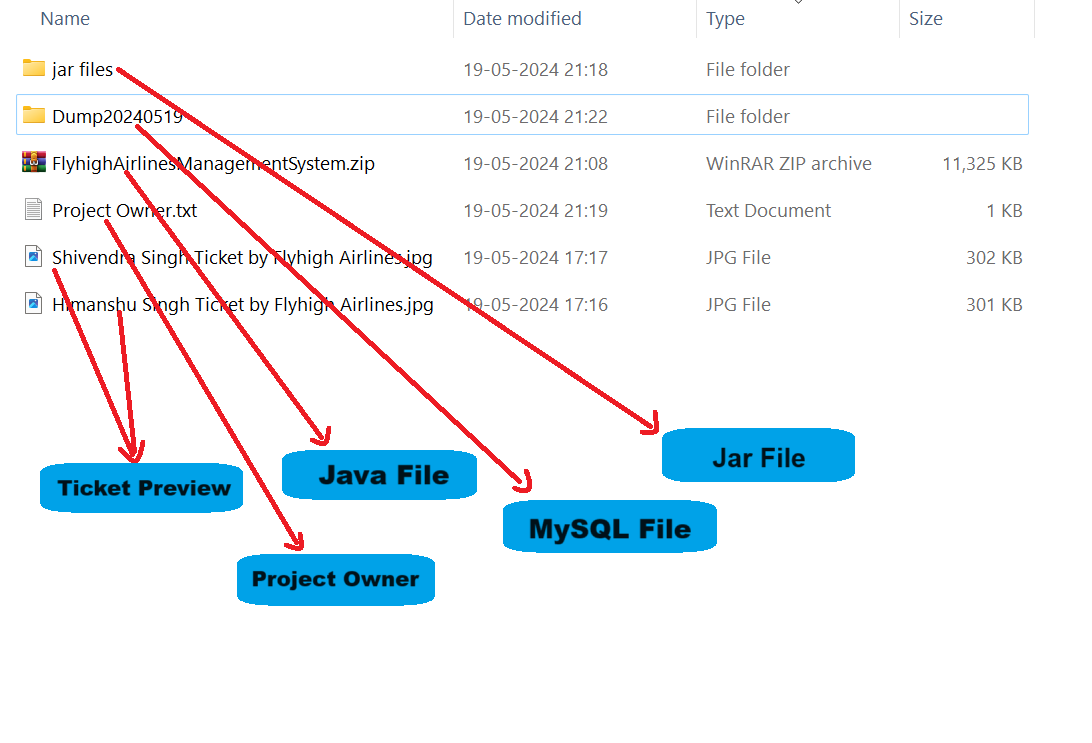 Name Date modified Type Size
jar files 19-05-2024 21:18 File folder
Dump20240519 19-05-2024 21:22 File folder
FlyhighAirlinesManagementSystem.zip 19-05-2024 21:08 WinRAR ZIP archive 11,325 KB
Project Owner.txt 19-05-2024 21:19 Text Document 1 KB
Shivendra Singh Ticket by Flyhigh Airlines.jpg 19-05-2024 17:17 JPG File 302 KB
Himanshu Singh Ticket by Flyhigh Airlines.jpg 19-05-2024 17:16 JPG File 301 KB
Jar File
Java File
Ticket Preview
MySQL File
Project Owner